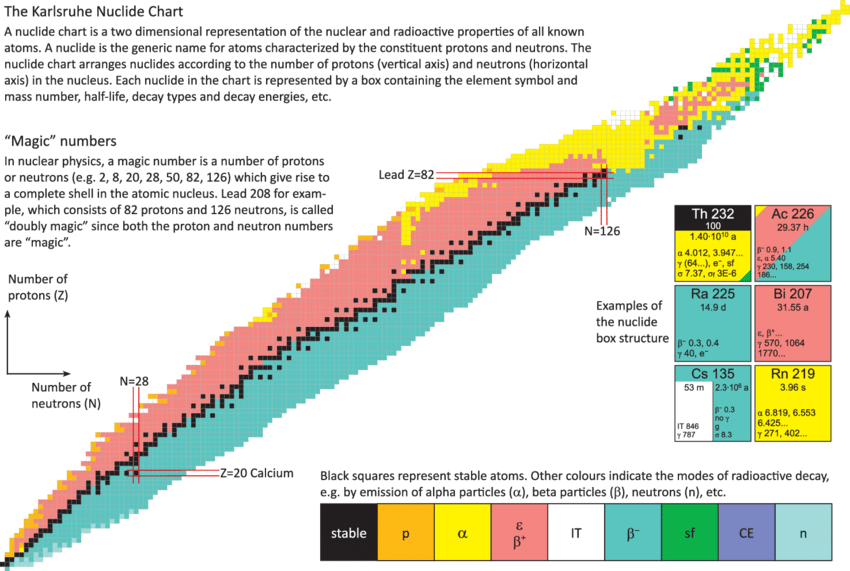 The Karlsruhe Nuclide Chart
A nuclide chart is a two dimensional representation of the nuclear and radioactive properties of all known
atoms. A nuclide is the generic name for atoms characterized by the constituent protons and neutrons. The
nuclide chart arranges nuclides according to the number of protons (vertical axis) and neutrons (horizontal
axis) in the nucleus. Each nuclide in the chart is represented by a box containing the element symbol and
mass number, half-life, decay types and decay energies, etc.
“Magic” numbers
In nuclear physics, a magic number is a number of protons
or neutrons (e.g. 2, 8, 20, 28, 50, 82, 126) which give rise to
a complete shell in the atomic nucleus. Lead 208 for exam-
ple, which consists of 82 protons and 126 neutrons, is called
“doubly magic” since both the proton and neutron numbers
are “magic”.
Lead Z=82
N=126
Number of
protons (Z)
Number of
neutrons (N)
N=28
Z=20 Calcium
Examples of
the nuclide
box structure
Th 232
100
1.40·10¹⁰ a
α 4.012, 3.947...
γ (64...), e⁻, sf
σ 7.37, σf 3E-6
Ac 226
29.37 h
β⁻ 0.9, 1.1
ε, α 5.40
γ 230, 158, 254
186...
Ra 225
14.9 d
β⁻ 0.3, 0.4
γ 40, e⁻
Bi 207
31.55 a
ε, β⁺...
γ 570, 1064
1770...
Cs 135
53 m
IT 846
γ 787
2.3·10⁶ a
β⁻ 0.3
no γ
g
σ 8.3
Rn 219
3.96 s
α 6.819, 6.553
6.425...
γ 271, 402...
Black squares represent stable atoms. Other colours indicate the modes of radioactive decay,
e.g. by emission of alpha particles (α), beta particles (β), neutrons (n), etc.
stable
p
α
ε
β⁺
IT
β⁻
sf
CE
n